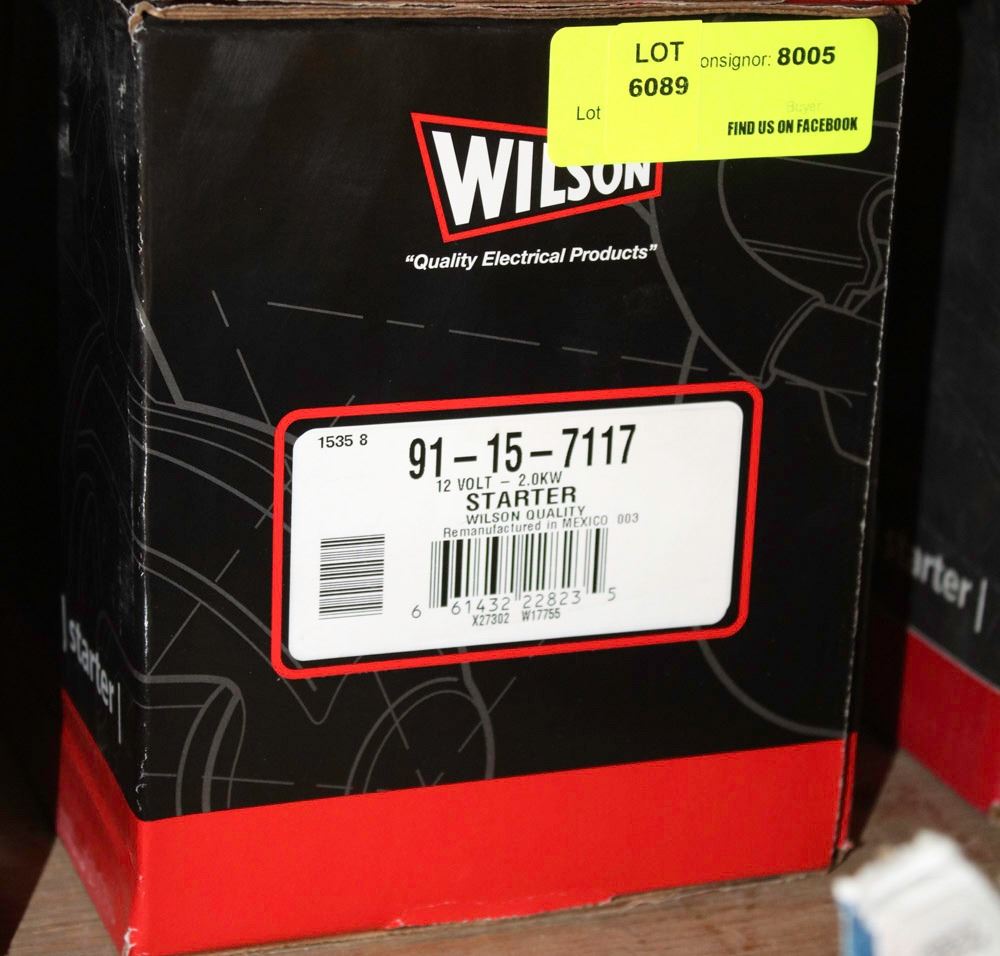 LOT
6089
onsignor: 8005
Lot
Buyer
FIND US ON FACEBOOK
WILSON
“Quality Electrical Products”
1535 8
91-15-7117
12 VOLT - 2.0KW
STARTER
WILSON QUALITY
Remanufactured in MEXICO 003
6 61432 22823 5
X27302 W17755
| starter |
arter |